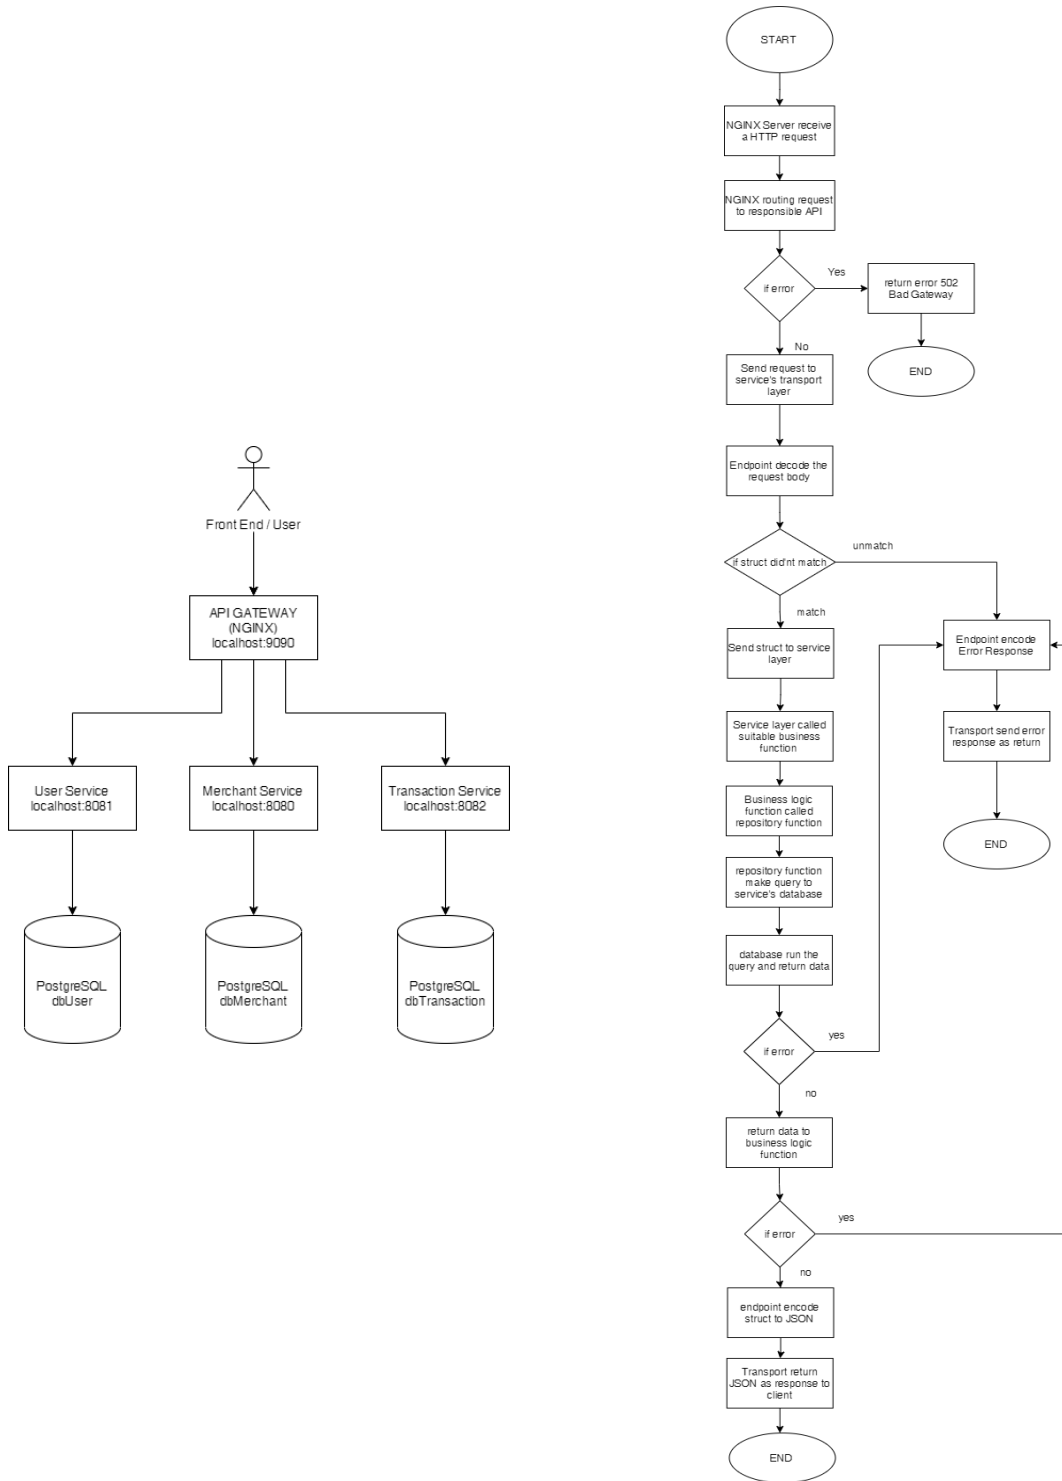 Front End / User
API GATEWAY
(NGINX)
localhost:9090
User Service
localhost:8081
Merchant Service
localhost:8080
Transaction Service
localhost:8082
PostgreSQL
dbUser
PostgreSQL
dbMerchant
PostgreSQL
dbTransaction
START
NGINX Server receive
a HTTP request
NGINX routing request
to responsible API
if error
Yes
return error 502
Bad Gateway
END
No
Send request to
service's transport
layer
Endpoint decode the
request body
if struct did'nt match
unmatch
match
Endpoint encode
Error Response
Transport send error
response as return
END
Send struct to service
layer
Service layer called
suitable business
function
Business logic
function called
repository function
repository function
make query to
service's database
database run the
query and return data
if error
yes
no
return data to
business logic
function
if error
yes
no
endpoint encode
struct to JSON
Transport return
JSON as response to
client
END